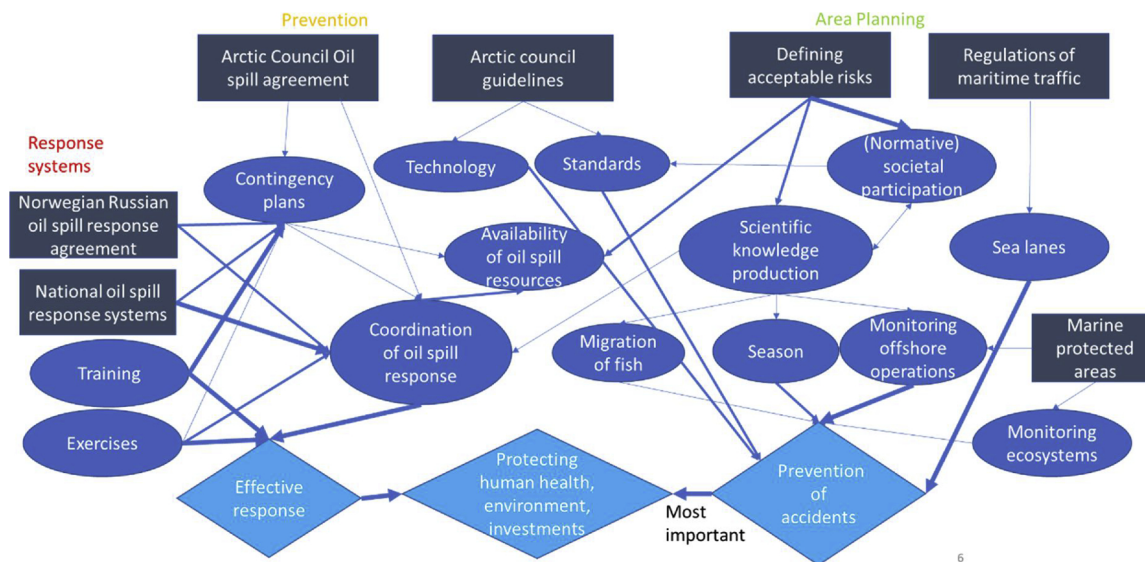 Prevention
Area Planning
Arctic Council Oil
spill agreement
Arctic council
guidelines
Defining
acceptable risks
Regulations of
maritime traffic
Response
systems
Contingency
plans
Technology
Standards
(Normative)
societal
participation
Norwegian Russian
oil spill response
agreement
Availability
of oil spill
resources
Scientific
knowledge
production
Sea lanes
National oil spill
response systems
Coordination
of oil spill
response
Migration
of fish
Season
Monitoring
offshore
operations
Marine
protected
areas
Training
Exercises
Monitoring
ecosystems
Effective
response
Protecting
human health,
environment,
investments
Most
important
Prevention
of
accidents
6